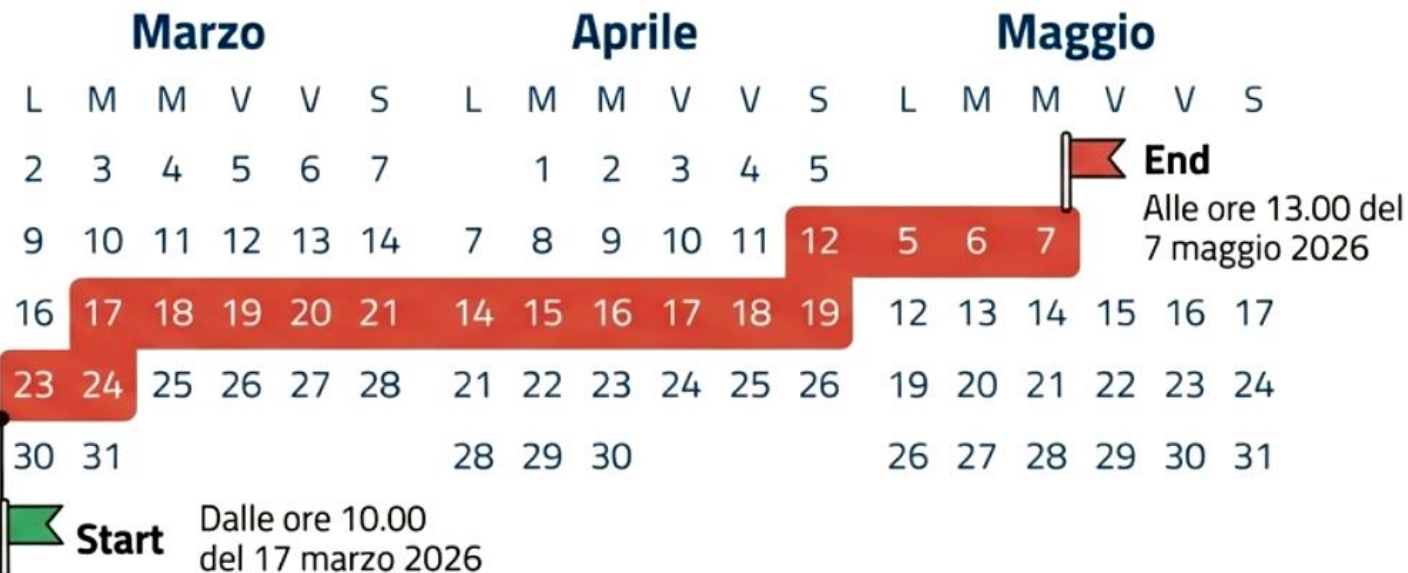 Marzo Aprile Maggio
L M M V V S L M M V V S L M M V V S
2 3 4 5 6 7 1 2 3 4 5 End
Alle ore 13.00 del
9 10 11 12 13 14 7 8 9 10 11 12 5 6 7 7 maggio 2026
16 17 18 19 20 21 14 15 16 17 18 19 12 13 14 15 16 17
23 24 25 26 27 28 21 22 23 24 25 26 19 20 21 22 23 24
30 31 28 29 30 26 27 28 29 30 31
Start Dalle ore 10.00
del 17 marzo 2026